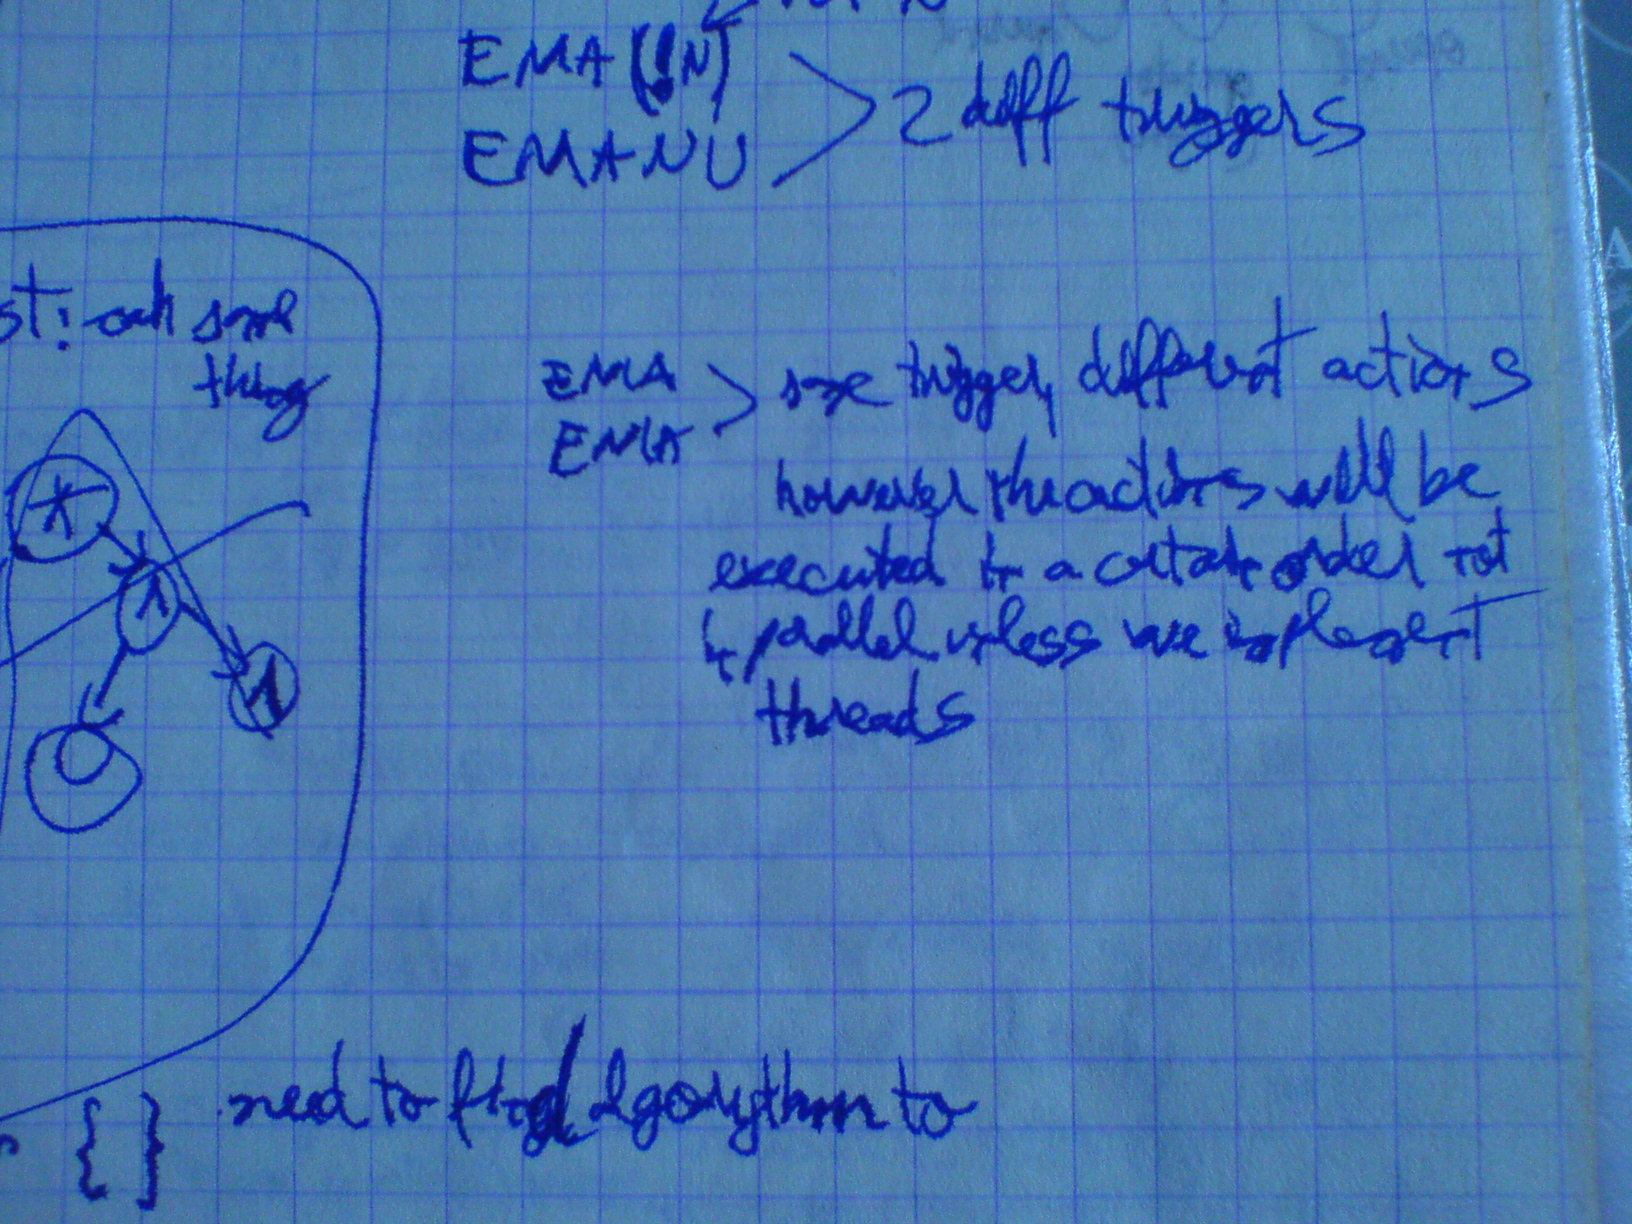 EMA (!N)
EMANU
2 diff triggers
st: ooh same
thing
EMA
EMA
same trigger, different actions
however the actions will be
executed in a certain order not
in parallel unless we implement
threads
{ } need to find algorythm to